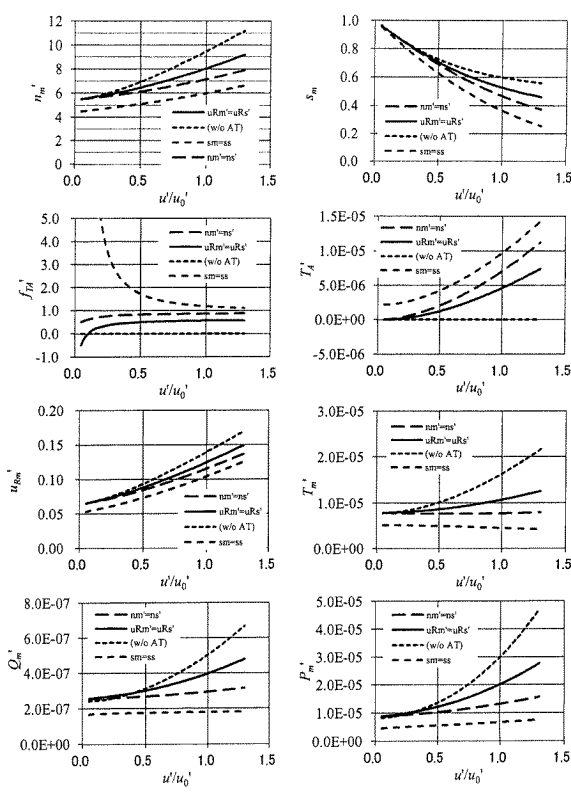 n_m'
12
10
8
6
4
2
0
uRm'=uRs'
(w/o AT)
sm=ss
nm'=ns'
0.0 0.5 1.0 1.5
u'/u_0'
s_m
1.0
0.8
0.6
0.4
0.2
0.0
nm'=ns'
uRm'=uRs'
(w/o AT)
sm=ss
0.0 0.5 1.0 1.5
u'/u_0'
f_TA'
5.0
4.0
3.0
2.0
1.0
0.0
-1.0
nm'=ns'
uRm'=uRs'
(w/o AT)
sm=ss
0.0 0.5 1.0 1.5
u'/u_0'
T_A'
1.5E-05
1.0E-05
5.0E-06
0.0E+00
-5.0E-06
nm'=ns'
uRm'=uRs'
(w/o AT)
sm=ss
0.0 0.5 1.0 1.5
u'/u_0'
u_Rm'
0.20
0.15
0.10
0.05
0.00
nm'=ns'
uRm'=uRs'
(w/o AT)
sm=ss
0.0 0.5 1.0 1.5
u'/u_0'
T_m'
3.0E-05
2.0E-05
1.0E-05
0.0E+00
nm'=ns'
uRm'=uRs'
(w/o AT)
sm=ss
0.0 0.5 1.0 1.5
u'/u_0'
Q_m'
8.0E-07
6.0E-07
4.0E-07
2.0E-07
0.0E+00
nm'=ns'
uRm'=uRs'
(w/o AT)
sm=ss
0.0 0.5 1.0 1.5
u'/u_0'
P_m'
5.0E-05
4.0E-05
3.0E-05
2.0E-05
1.0E-05
0.0E+00
nm'=ns'
uRm'=uRs'
(w/o AT)
sm=ss
0.0 0.5 1.0 1.5
u'/u_0'